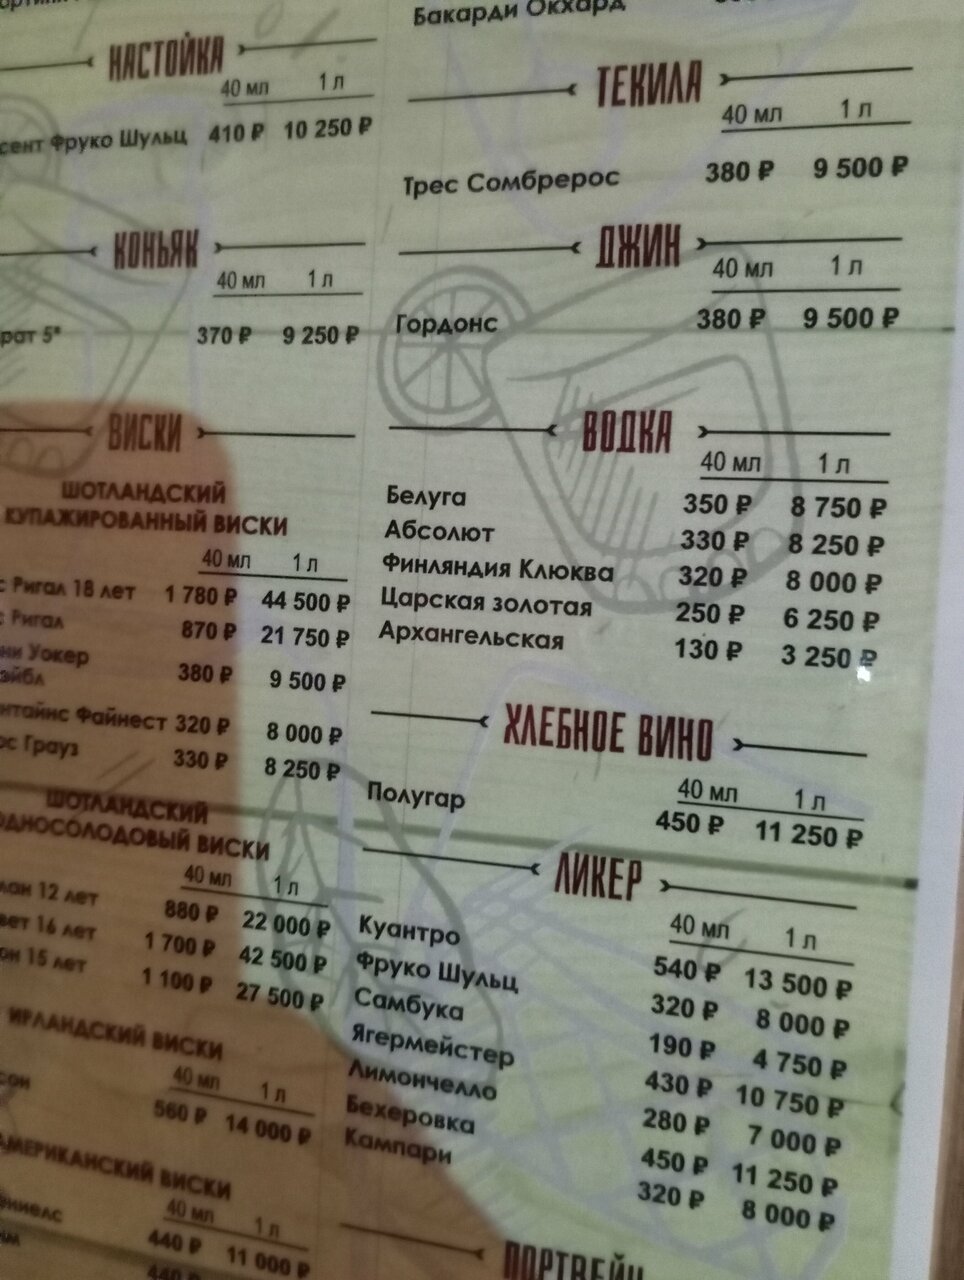 НАСТОЙКА
40 мл 1 л
Фруко Шульц 410 ₽ 10 250 ₽
КОНЬЯК
40 мл 1 л
5* 370 ₽ 9 250 ₽
ВИСКИ
ШОТЛАНДСКИЙ
КУПАЖИРОВАННЫЙ ВИСКИ
40 мл 1 л
Ригал 18 лет 1 780 ₽ 44 500 ₽
Ригал 870 ₽ 21 750 ₽
Уокер
380 ₽ 9 500 ₽
Файнест 320 ₽ 8 000 ₽
Грауз 330 ₽ 8 250 ₽
ШОТЛАНДСКИЙ
ОДНОСОЛОДОВЫЙ ВИСКИ
40 мл 1 л
12 лет 880 ₽ 22 000 ₽
16 лет 1 700 ₽ 42 500 ₽
15 лет 1 100 ₽ 27 500 ₽
ИРЛАНДСКИЙ ВИСКИ
40 мл 1 л
560 ₽ 14 000 ₽
АМЕРИКАНСКИЙ ВИСКИ
40 мл 1 л
440 ₽ 11 000 ₽
440 ₽
Бакарди Окхард
ТЕКИЛА
40 мл 1 л
Трес Сомбрерос 380 ₽ 9 500 ₽
ДЖИН
40 мл 1 л
Гордонс 380 ₽ 9 500 ₽
ВОДКА
40 мл 1 л
Белуга 350 ₽ 8 750 ₽
Абсолют 330 ₽ 8 250 ₽
Финляндия Клюква 320 ₽ 8 000 ₽
Царская золотая 250 ₽ 6 250 ₽
Архангельская 130 ₽ 3 250 ₽
ХЛЕБНОЕ ВИНО
40 мл 1 л
Полугар 450 ₽ 11 250 ₽
ЛИКЕР
40 мл 1 л
Куантро 540 ₽ 13 500 ₽
Фруко Шульц 320 ₽ 8 000 ₽
Самбука 190 ₽ 4 750 ₽
Ягермейстер 430 ₽ 10 750 ₽
Лимончелло 280 ₽ 7 000 ₽
Бехеровка 450 ₽ 11 250 ₽
Кампари 320 ₽ 8 000 ₽
ПОРТВЕЙН